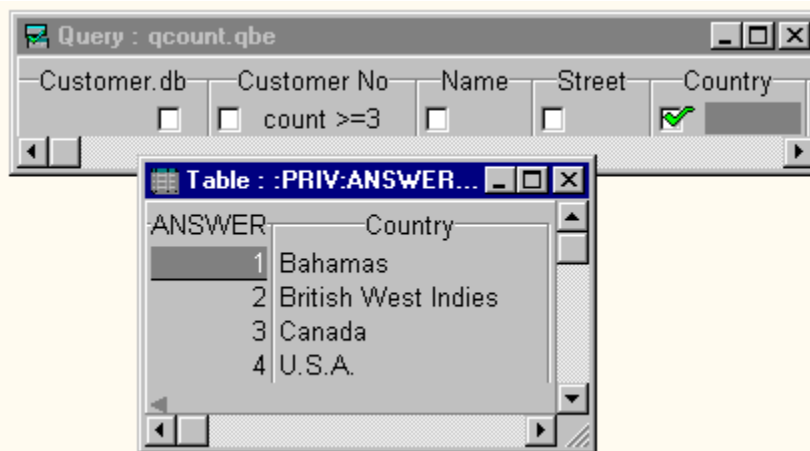 Query : qcount.qbe
Customer.db Customer No Name Street Country
count >=3
Table : :PRIV:ANSWER...
ANSWER Country
1 Bahamas
2 British West Indies
3 Canada
4 U.S.A.